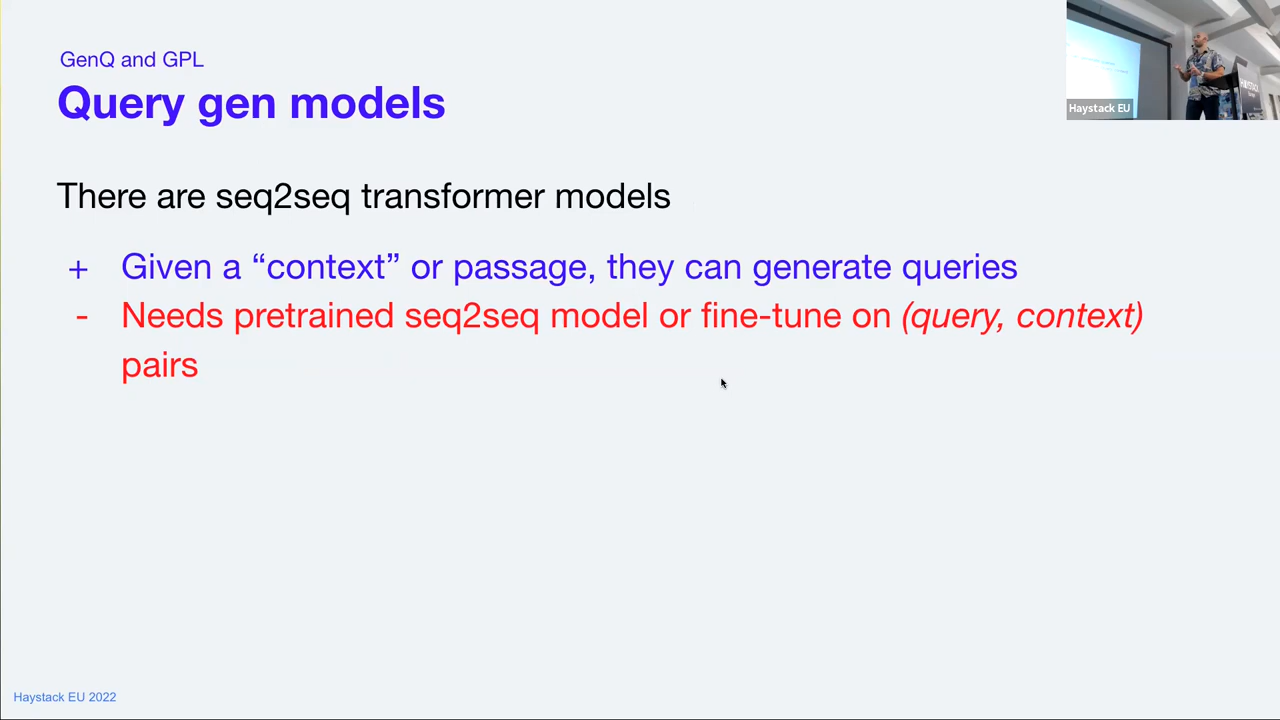 GenQ and GPL
Query gen models
Haystack EU
There are seq2seq transformer models
+ Given a “context” or passage, they can generate queries
- Needs pretrained seq2seq model or fine-tune on (query, context)
pairs
Haystack EU 2022